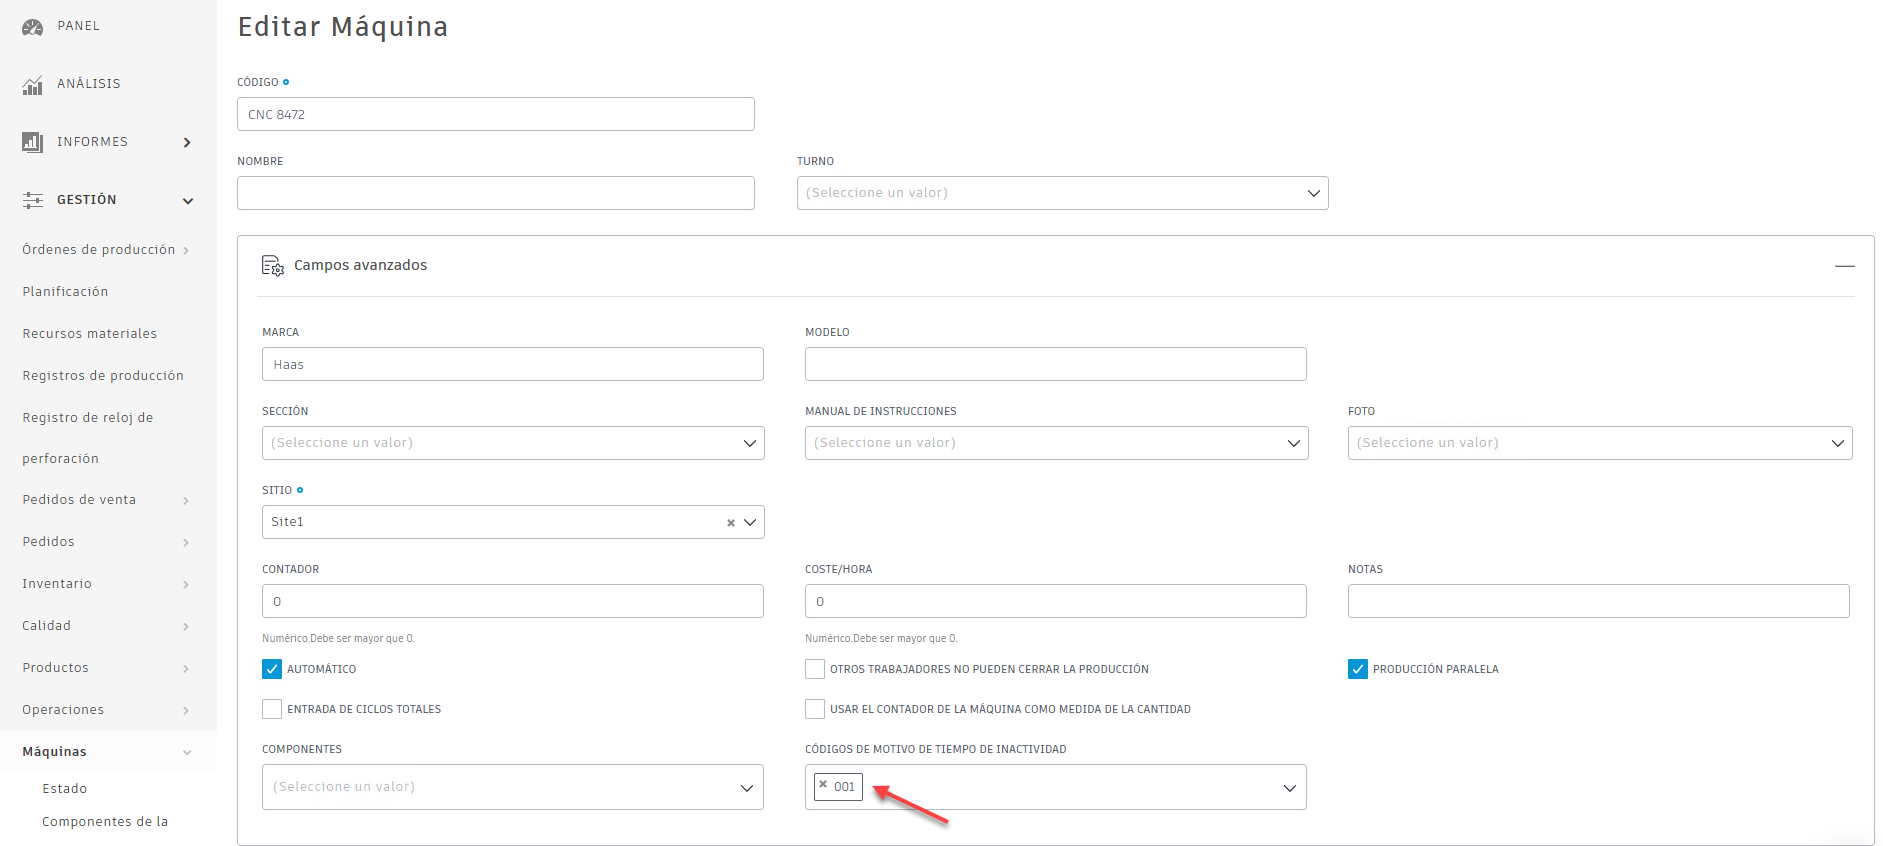 PANEL
ANÁLISIS
INFORMES
GESTIÓN
Órdenes de producción
Planificación
Recursos materiales
Registros de producción
Registro de reloj de
perforación
Pedidos de venta
Pedidos
Inventario
Calidad
Productos
Operaciones
Máquinas
Estado
Componentes de la
Editar Máquina
CÓDIGO
CNC 8472
NOMBRE
TURNO
(Seleccione un valor)
Campos avanzados
MARCA
MODELO
Haas
SECCIÓN
MANUAL DE INSTRUCCIONES
FOTO
(Seleccione un valor)
(Seleccione un valor)
(Seleccione un valor)
SITIO
Site1
CONTADOR
COSTE/HORA
NOTAS
0
0
Numérico.Debe ser mayor que 0.
Numérico.Debe ser mayor que 0.
AUTOMÁTICO
OTROS TRABAJADORES NO PUEDEN CERRAR LA PRODUCCIÓN
PRODUCCIÓN PARALELA
ENTRADA DE CICLOS TOTALES
USAR EL CONTADOR DE LA MÁQUINA COMO MEDIDA DE LA CANTIDAD
COMPONENTES
CÓDIGOS DE MOTIVO DE TIEMPO DE INACTIVIDAD
(Seleccione un valor)
001